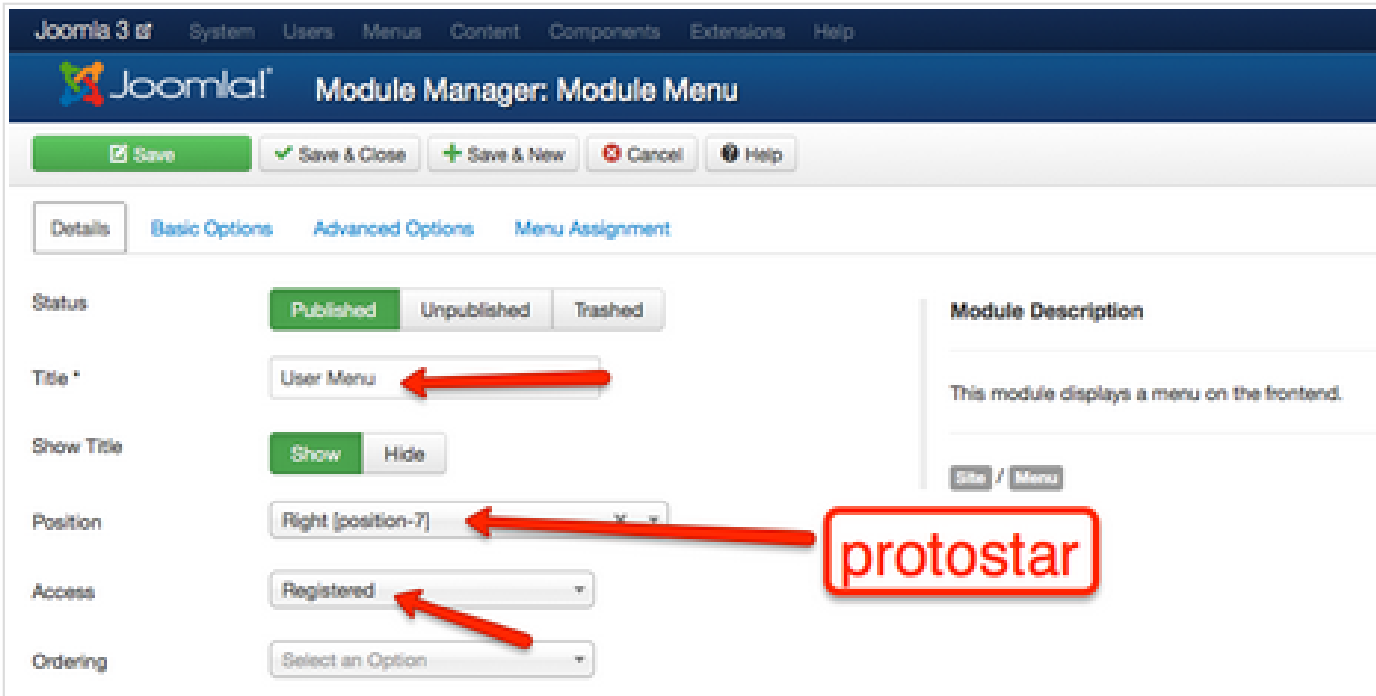 Joomla 3 System Users Menus Content Components Extensions Help
Joomla!® Module Manager: Module Menu
Save Save & Close Save & New Cancel Help
Details Basic Options Advanced Options Menu Assignment
Status Published Unpublished Trashed
Module Description
Title * User Menu
This module displays a menu on the frontend.
Show Title Show Hide
Site / Menu
Position Right [position-7]
protostar
Access Registered
Ordering Select an Option